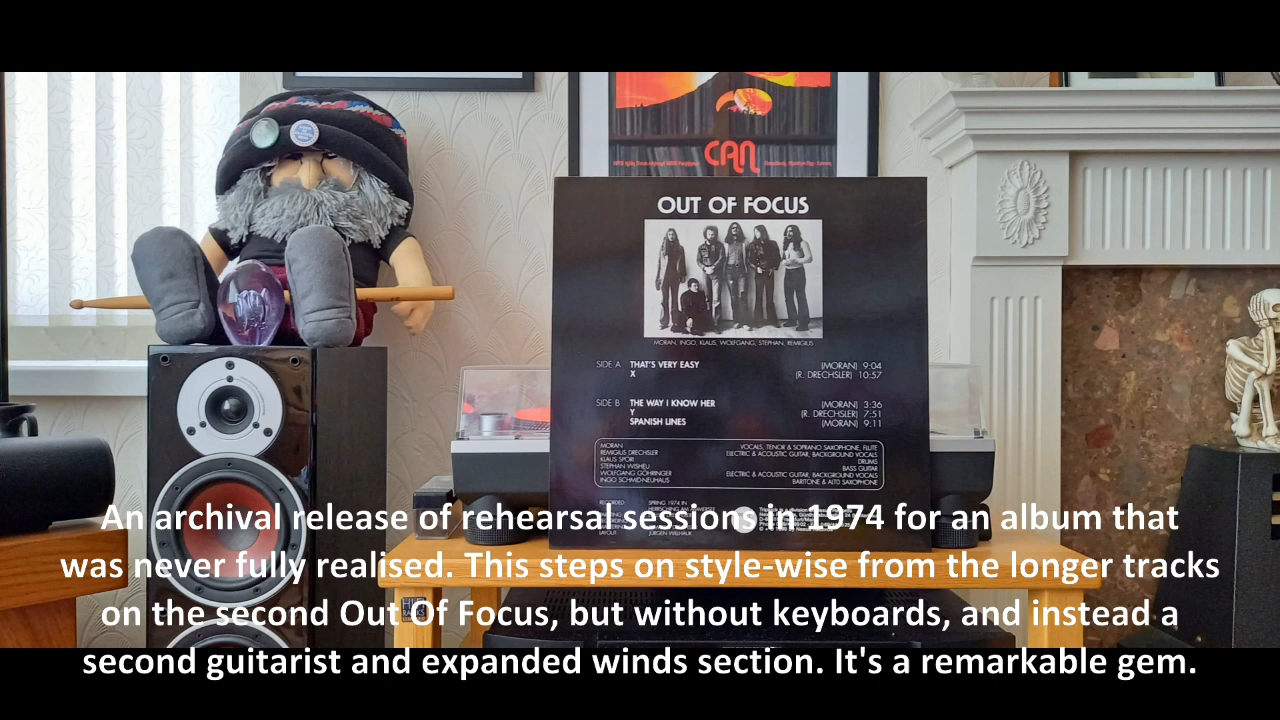 CAN
OUT OF FOCUS
MORAN, INGO, KLAUS, WOLFGANG, STEPHAN, REMIGIUS
SIDE A THAT'S VERY EASY (MORAN) 9:04
X (R. DRECHSLER) 10:57
SIDE B THE WAY I KNOW HER (MORAN) 3:36
Y (R. DRECHSLER) 7:51
SPANISH LINES (MORAN) 9:11
MORAN VOCALS, TENOR & SOPRANO SAXOPHONE, FLUTE
REMIGIUS DRECHSLER ELECTRIC & ACOUSTIC GUITAR, BACKGROUND VOCALS
KLAUS SPÖRI DRUMS
STEPHAN WISHEU BASS GUITAR
WOLFGANG GÖHRINGER ELECTRIC & ACOUSTIC GUITAR, BACKGROUND VOCALS
INGO SCHMID-NEUHAUS BARITONE & ALTO SAXOPHONE
RECORDED: SPRING 1974 IN
An archival release of rehearsal sessions in 1974 for an album that
was never fully realised. This steps on style-wise from the longer tracks
on the second Out Of Focus, but without keyboards, and instead a
second guitarist and expanded winds section. It's a remarkable gem.